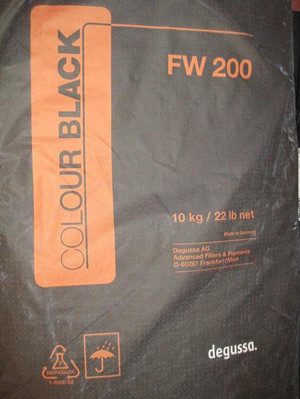 COLOUR BLACK
FW 200
10 kg / 22 lb net
Made in Germany
Degussa AG
Advanced Fillers & Pigments
D-60287 Frankfurt/Main
degussa.
REPASACK